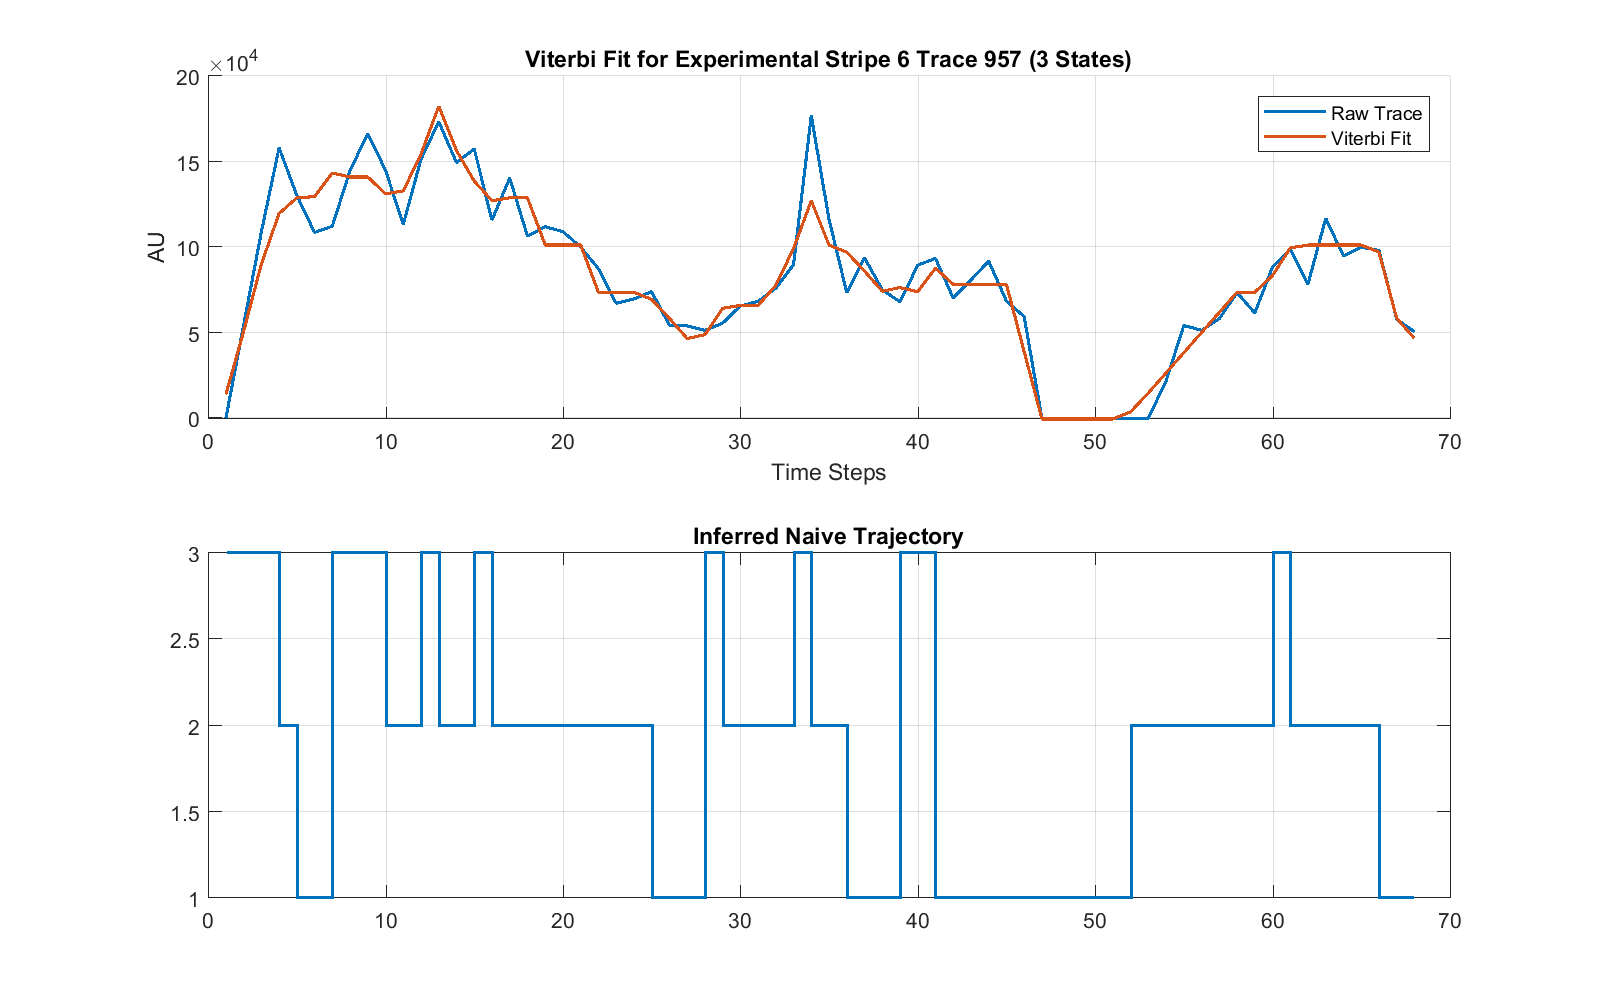 Viterbi Fit for Experimental Stripe 6 Trace 957 (3 States)
×10⁴
20
15
10
5
0
AU
Raw Trace
Viterbi Fit
0 10 20 30 40 50 60 70
Time Steps
Inferred Naive Trajectory
3
2.5
2
1.5
1
0 10 20 30 40 50 60 70